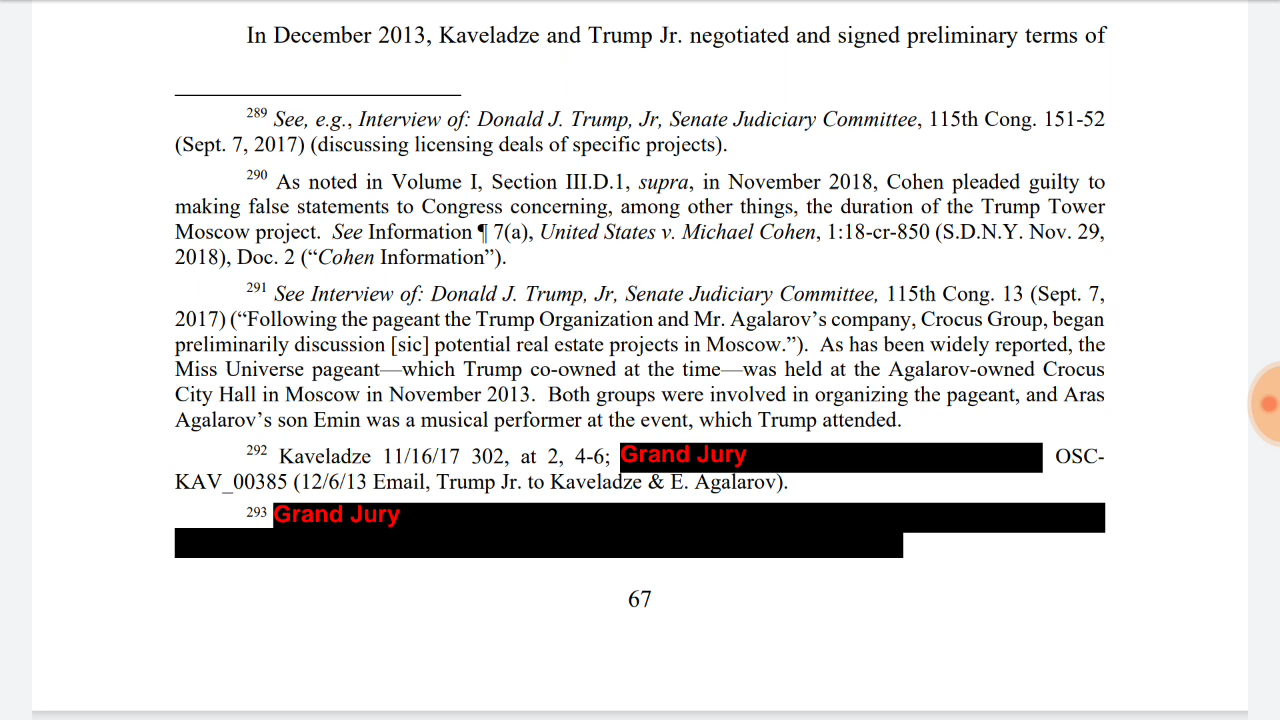 In December 2013, Kaveladze and Trump Jr. negotiated and signed preliminary terms of
289 See, e.g., Interview of: Donald J. Trump, Jr, Senate Judiciary Committee, 115th Cong. 151-52
(Sept. 7, 2017) (discussing licensing deals of specific projects).
290 As noted in Volume I, Section III.D.1, supra, in November 2018, Cohen pleaded guilty to
making false statements to Congress concerning, among other things, the duration of the Trump Tower
Moscow project. See Information ¶ 7(a), United States v. Michael Cohen, 1:18-cr-850 (S.D.N.Y. Nov. 29,
2018), Doc. 2 (“Cohen Information”).
291 See Interview of: Donald J. Trump, Jr, Senate Judiciary Committee, 115th Cong. 13 (Sept. 7,
2017) (“Following the pageant the Trump Organization and Mr. Agalarov’s company, Crocus Group, began
preliminarily discussion [sic] potential real estate projects in Moscow.”). As has been widely reported, the
Miss Universe pageant—which Trump co-owned at the time—was held at the Agalarov-owned Crocus
City Hall in Moscow in November 2013. Both groups were involved in organizing the pageant, and Aras
Agalarov’s son Emin was a musical performer at the event, which Trump attended.
292 Kaveladze 11/16/17 302, at 2, 4-6; Grand Jury OSC-
KAV_00385 (12/6/13 Email, Trump Jr. to Kaveladze & E. Agalarov).
293 Grand Jury
67